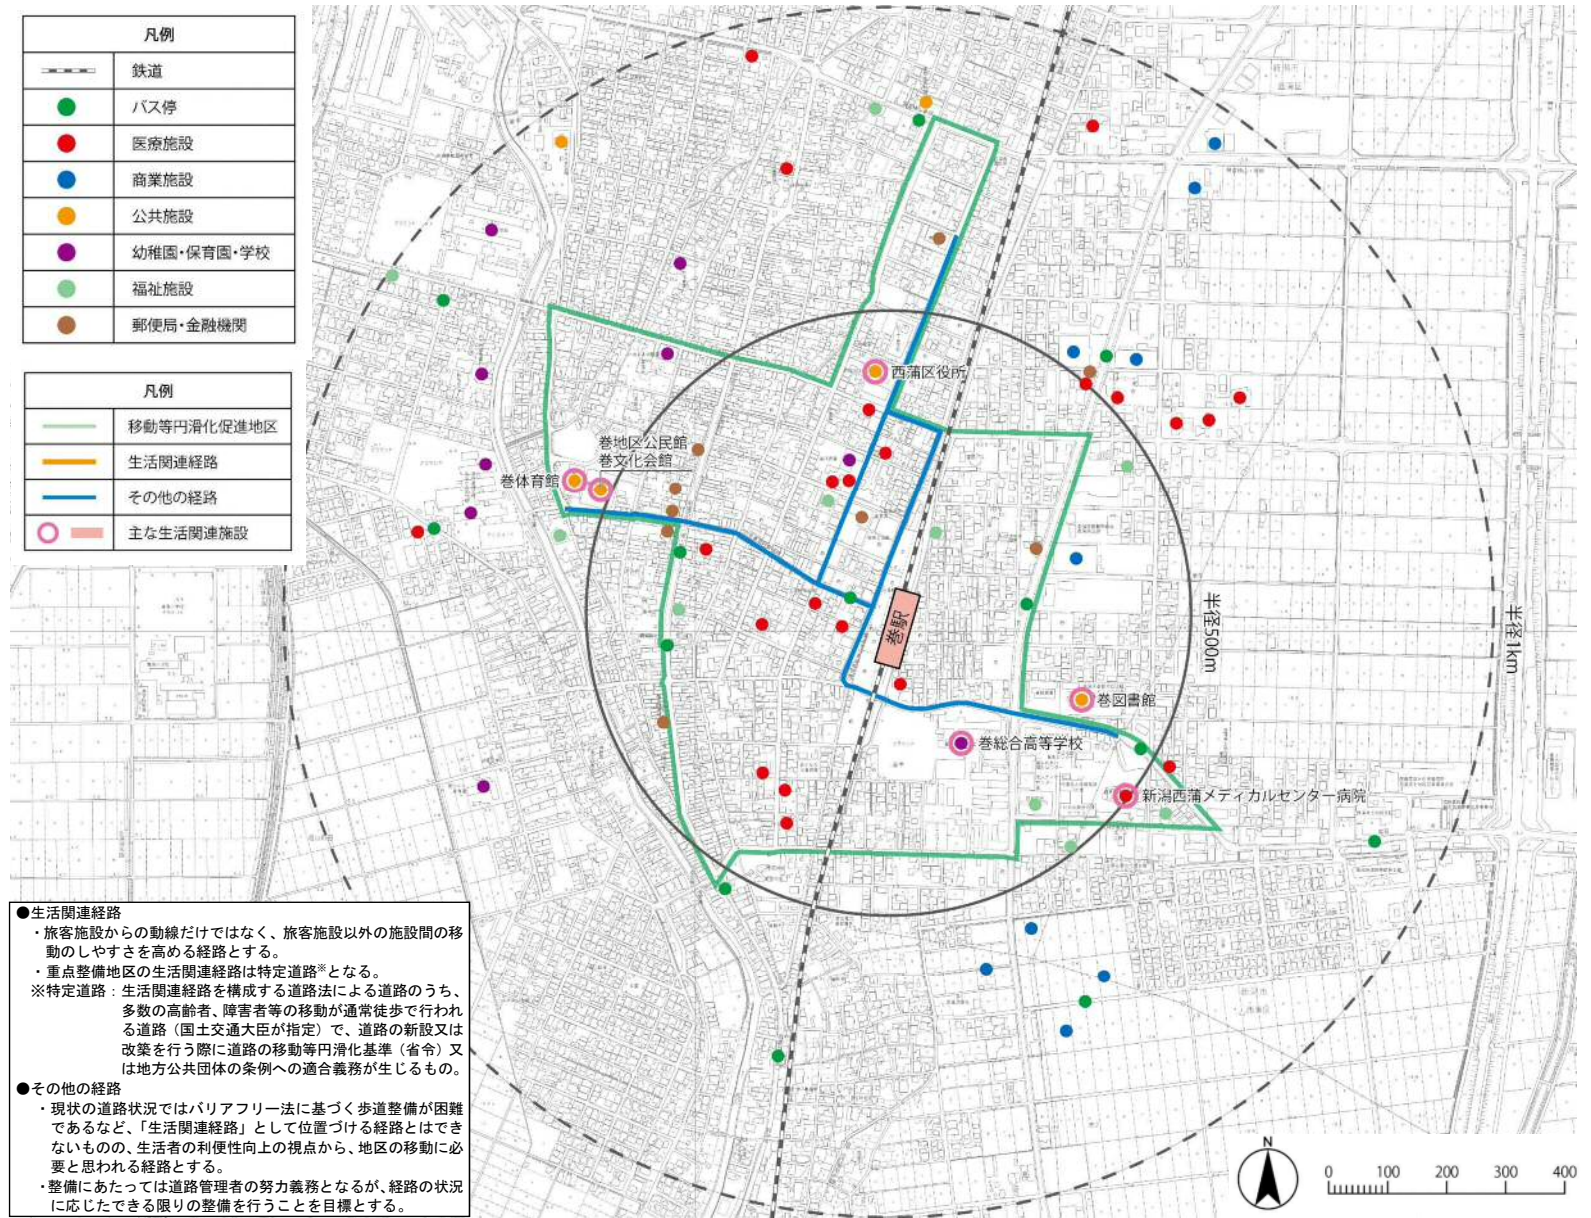 凡例
鉄道
バス停
医療施設
商業施設
公共施設
幼稚園・保育園・学校
福祉施設
郵便局・金融機関
凡例
移動等円滑化促進地区
生活関連経路
その他の経路
主な生活関連施設
西蒲区役所
巻地区公民館
巻文化会館
巻体育館
巻駅
半径500m
半径1km
巻図書館
巻総合高等学校
新潟西蒲メディカルセンター病院
●生活関連経路
・旅客施設からの動線だけではなく、旅客施設以外の施設間の移
動のしやすさを高める経路とする。
・重点整備地区の生活関連経路は特定道路※となる。
※特定道路：生活関連経路を構成する道路法による道路のうち、
多数の高齢者、障害者等の移動が通常徒歩で行われ
る道路（国土交通大臣が指定）で、道路の新設又は
改築を行う際に道路の移動等円滑化基準（省令）又
は地方公共団体の条例への適合義務が生じるもの。
●その他の経路
・現状の道路状況ではバリアフリー法に基づく歩道整備が困難
であるなど、「生活関連経路」として位置づける経路とはでき
ないものの、生活者の利便性向上の視点から、地区の移動に必
要と思われる経路とする。
・整備にあたっては道路管理者の努力義務となるが、経路の状況
に応じたできる限りの整備を行うことを目標とする。
N
0 100 200 300 400